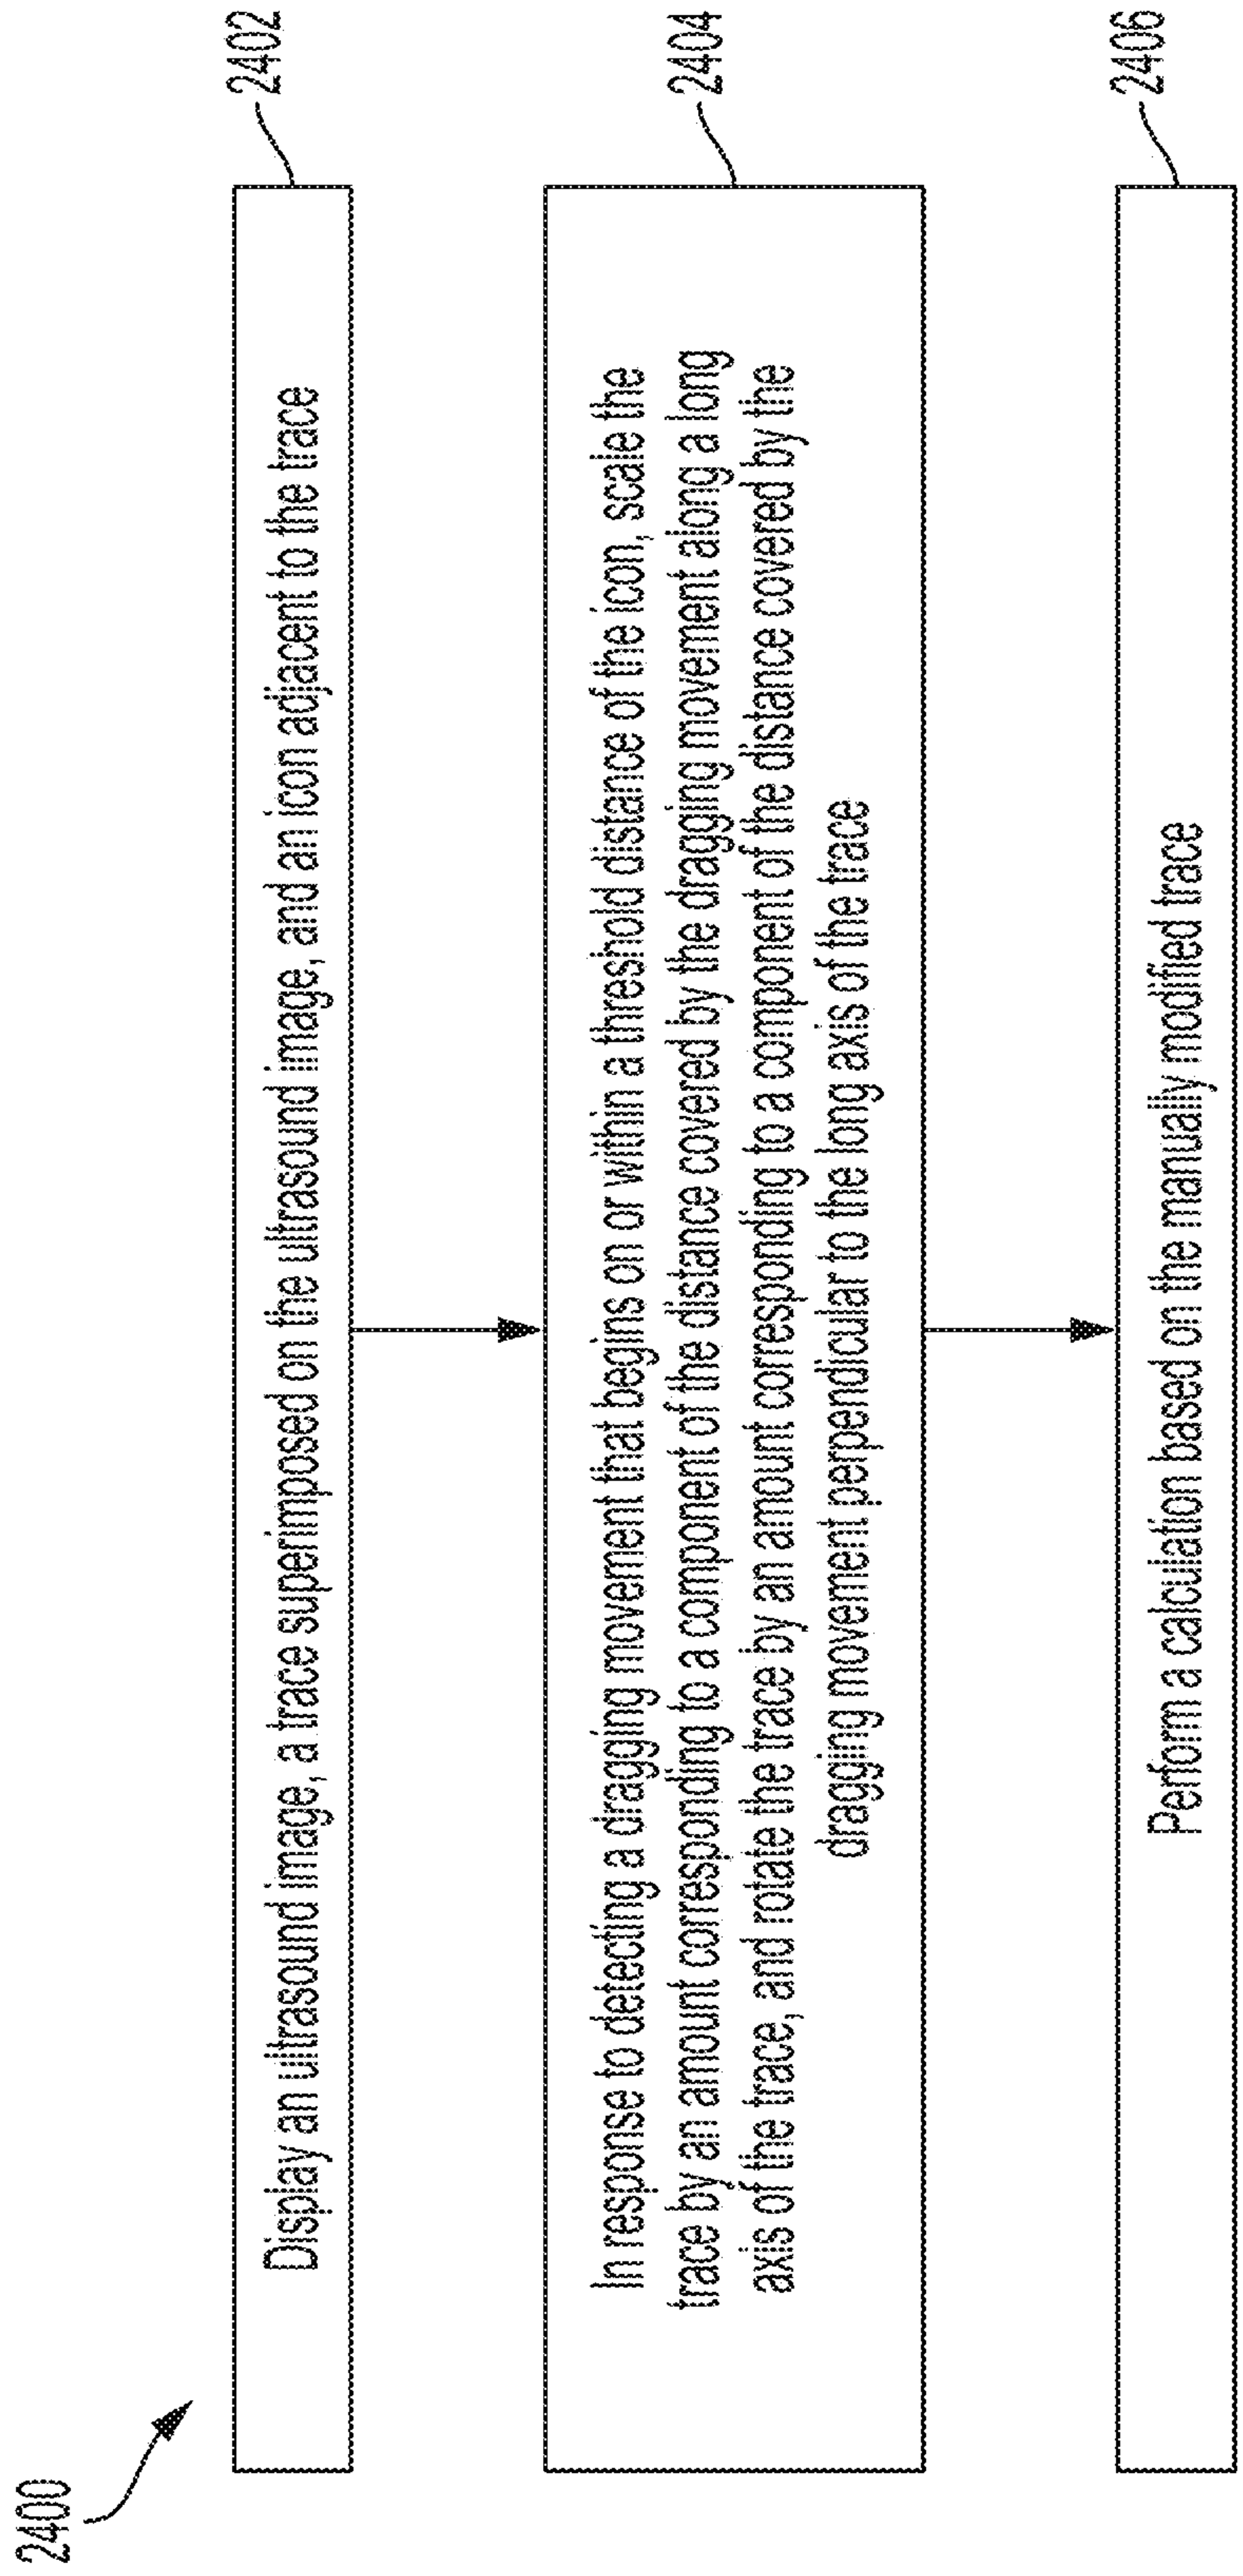 2400
Display an ultrasound image, a trace superimposed on the ultrasound image, and an icon adjacent to the trace
2402
In response to detecting a dragging movement that begins on or within a threshold distance of the icon, scale the
trace by an amount corresponding to a component of the distance covered by the dragging movement along a long
axis of the trace, and rotate the trace by an amount corresponding to a component of the distance covered by the
dragging movement perpendicular to the long axis of the trace
2404
Perform a calculation based on the manually modified trace
2406